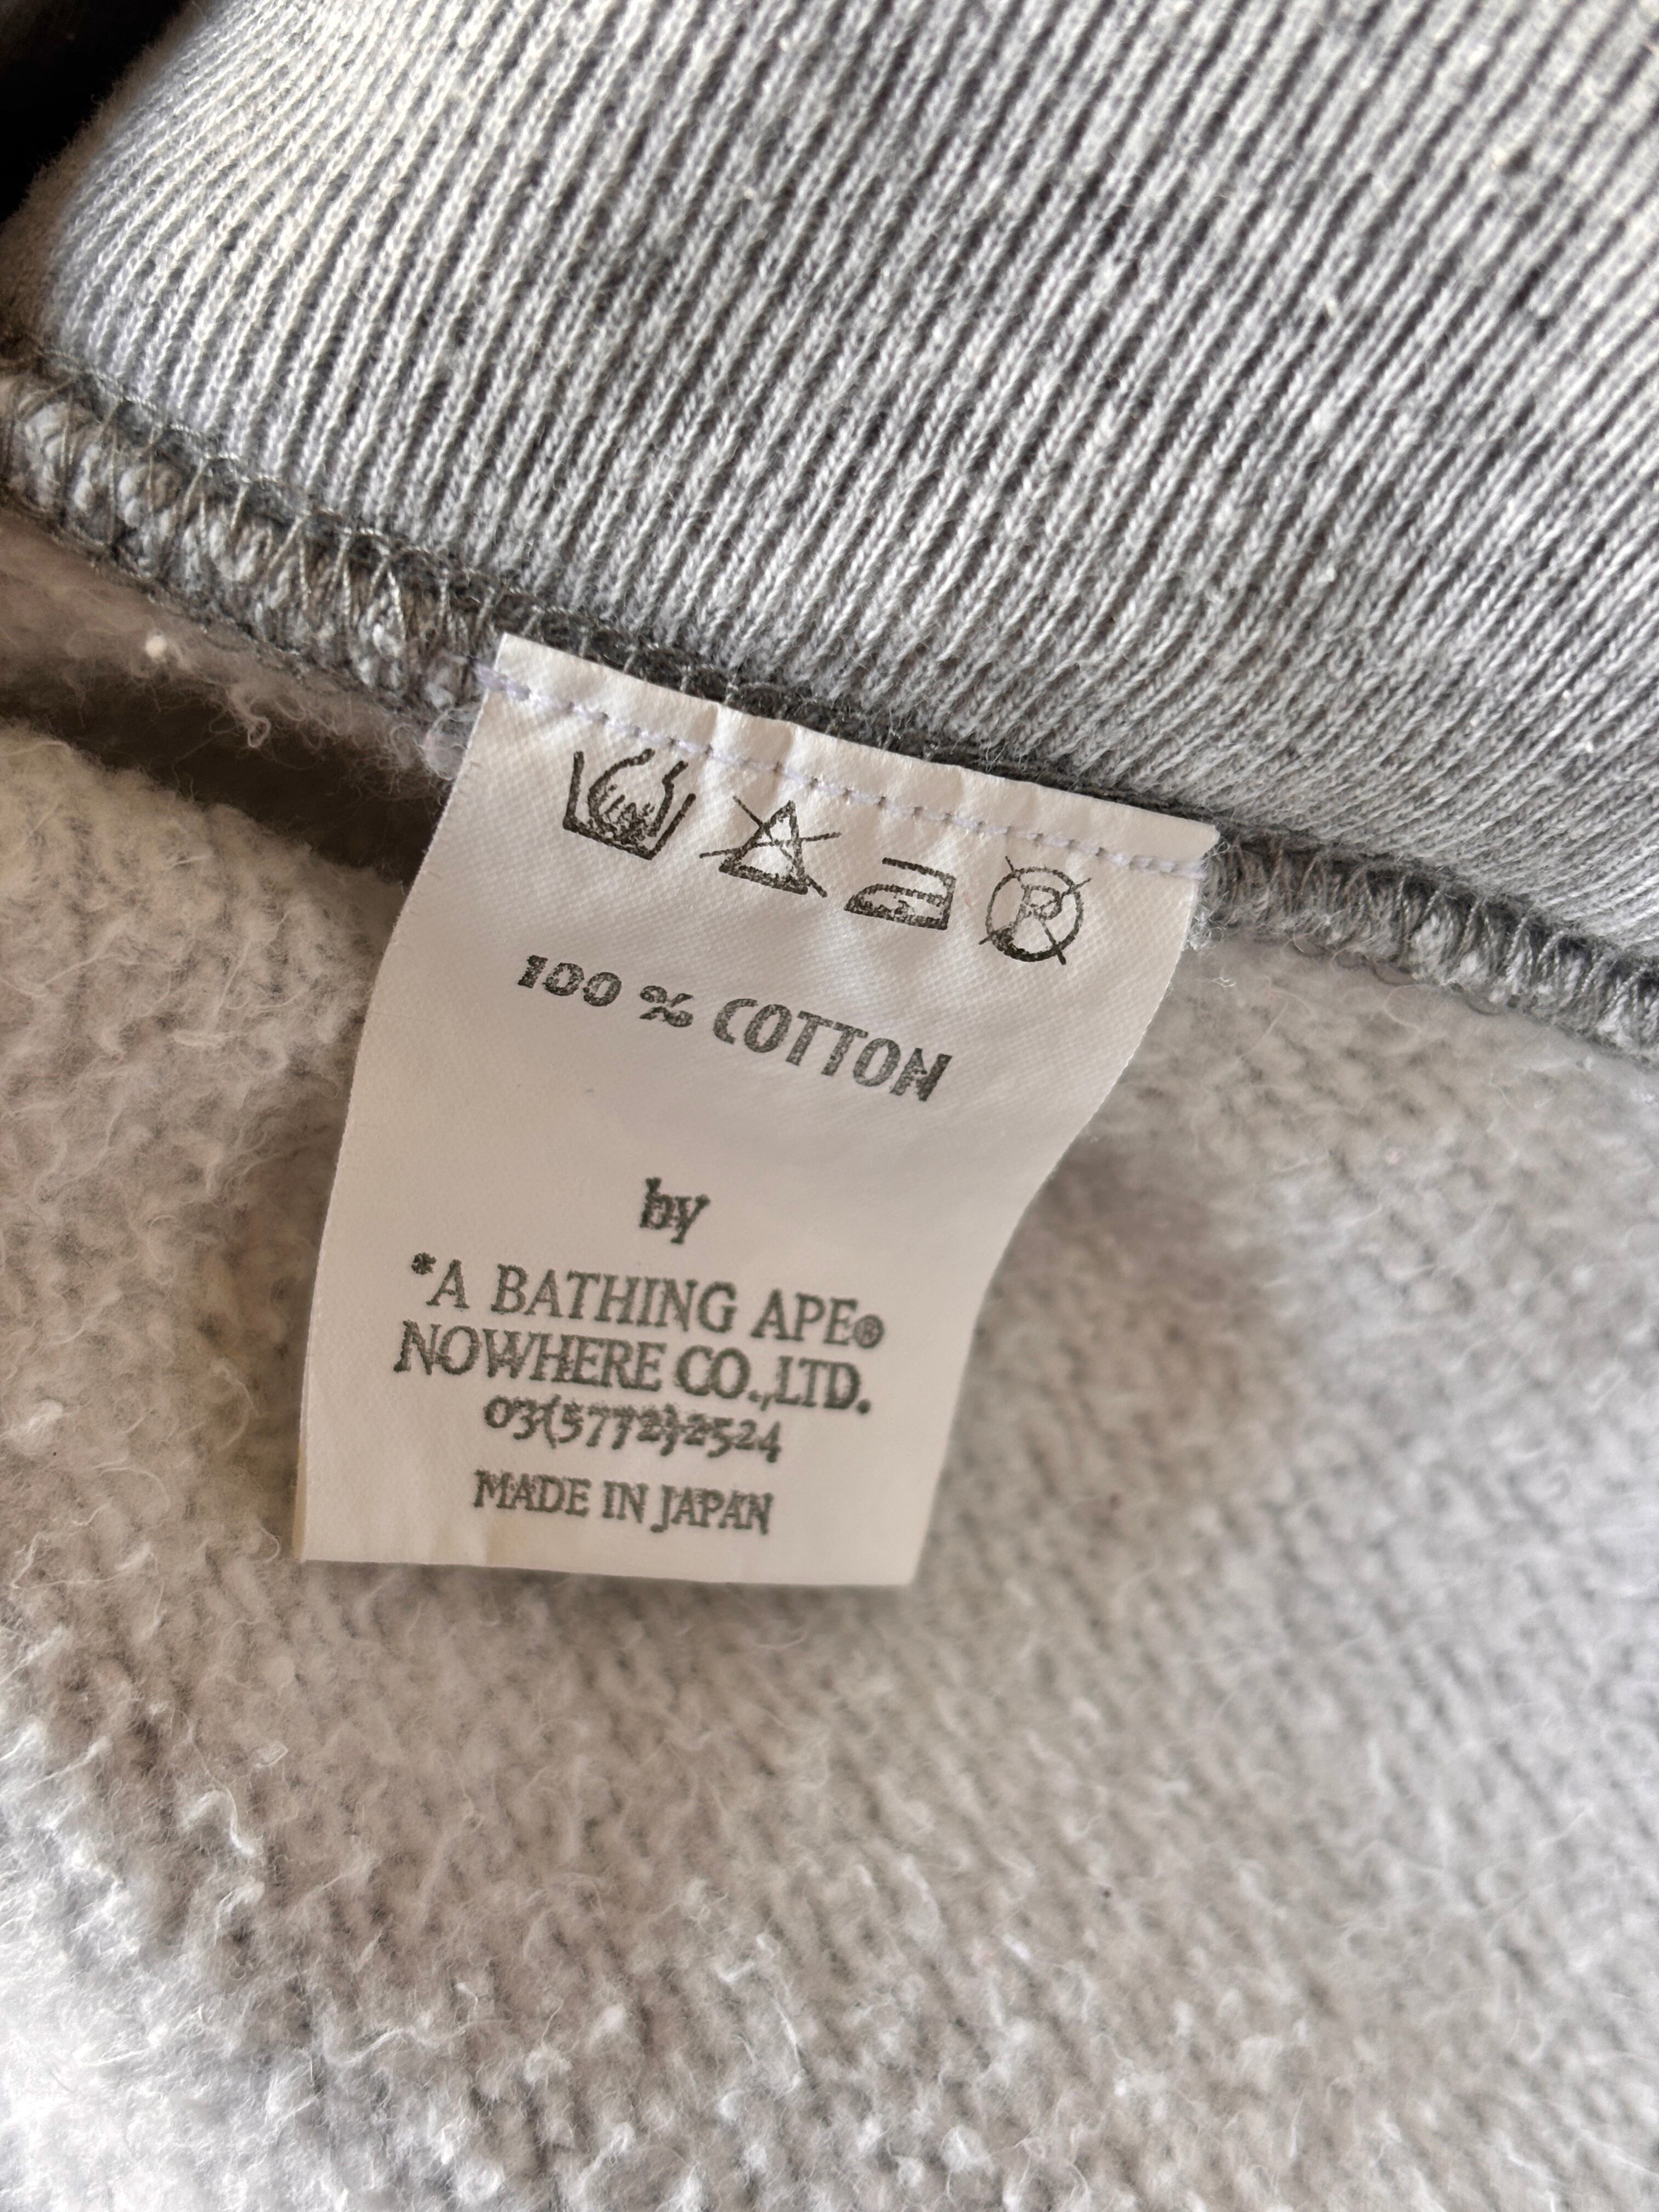 100 % COTTON
by
*A BATHING APE®
NOWHERE CO.,LTD.
03(5772)2524
MADE IN JAPAN